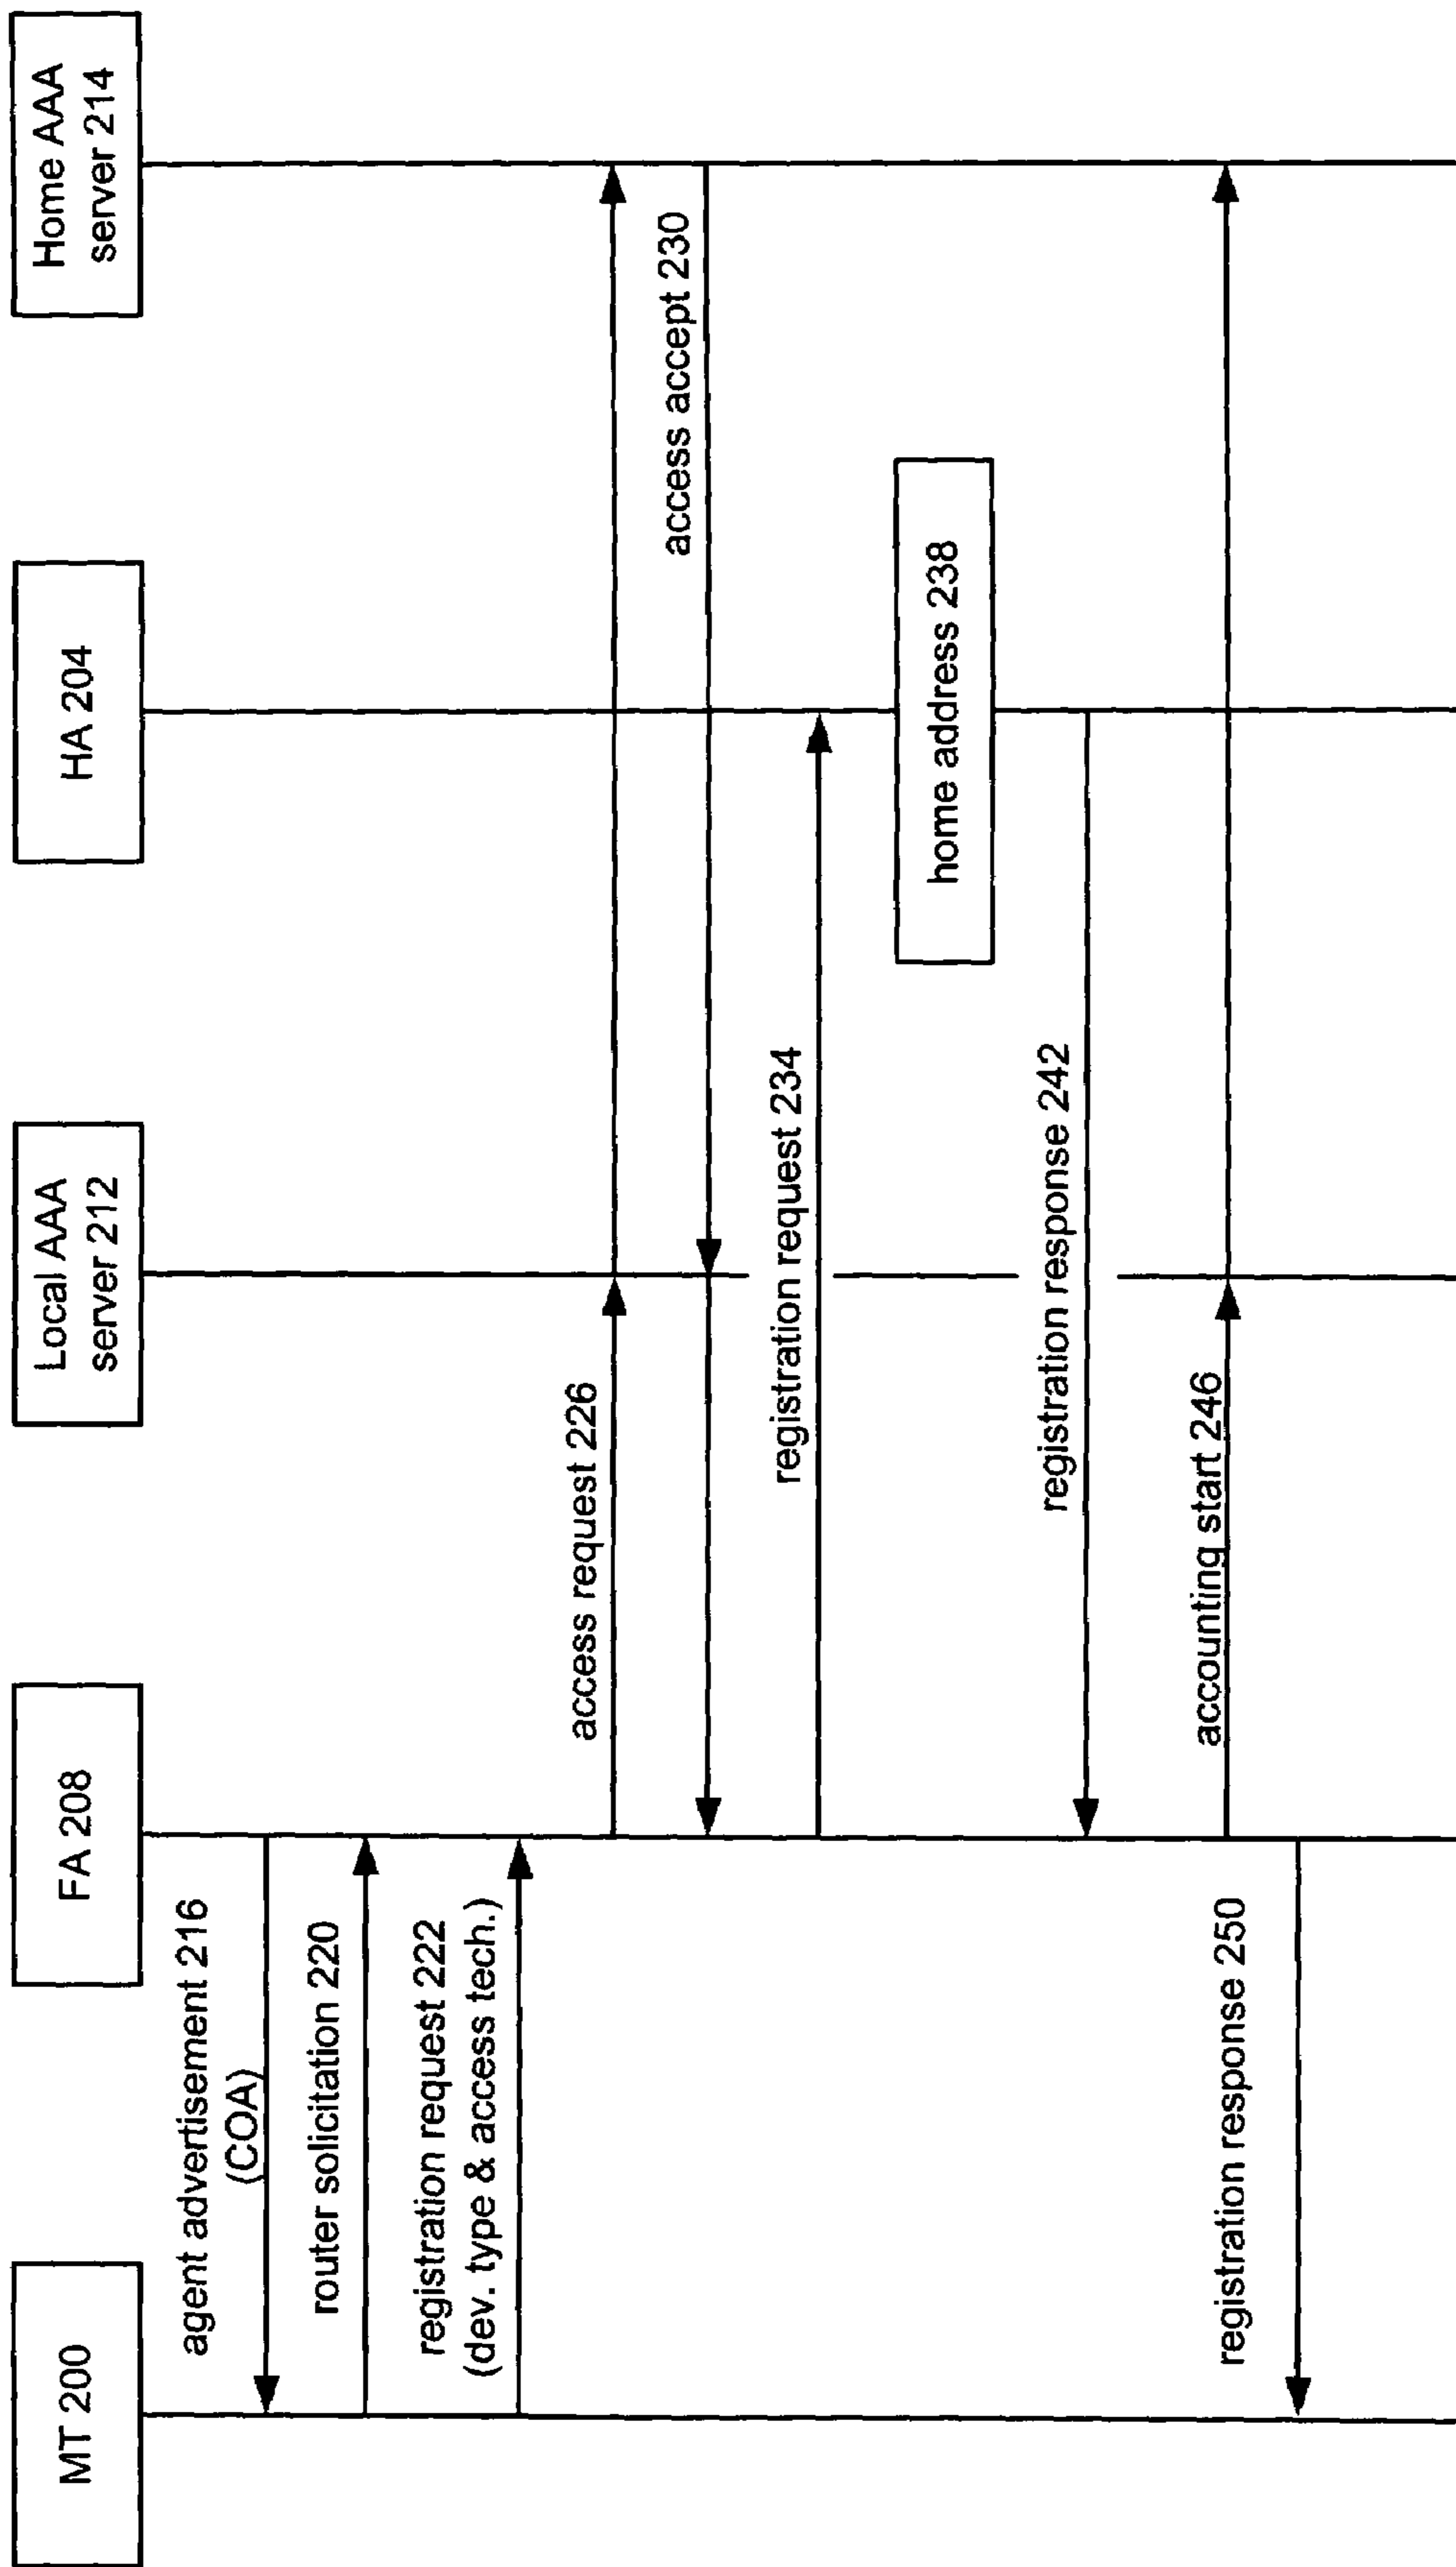 MT 200
FA 208
Local AAA
server 212
HA 204
Home AAA
server 214
agent advertisement 216
(COA)
router solicitation 220
registration request 222
(dev. type & access tech.)
access request 226
access accept 230
registration request 234
home address 238
registration response 242
accounting start 246
registration response 250